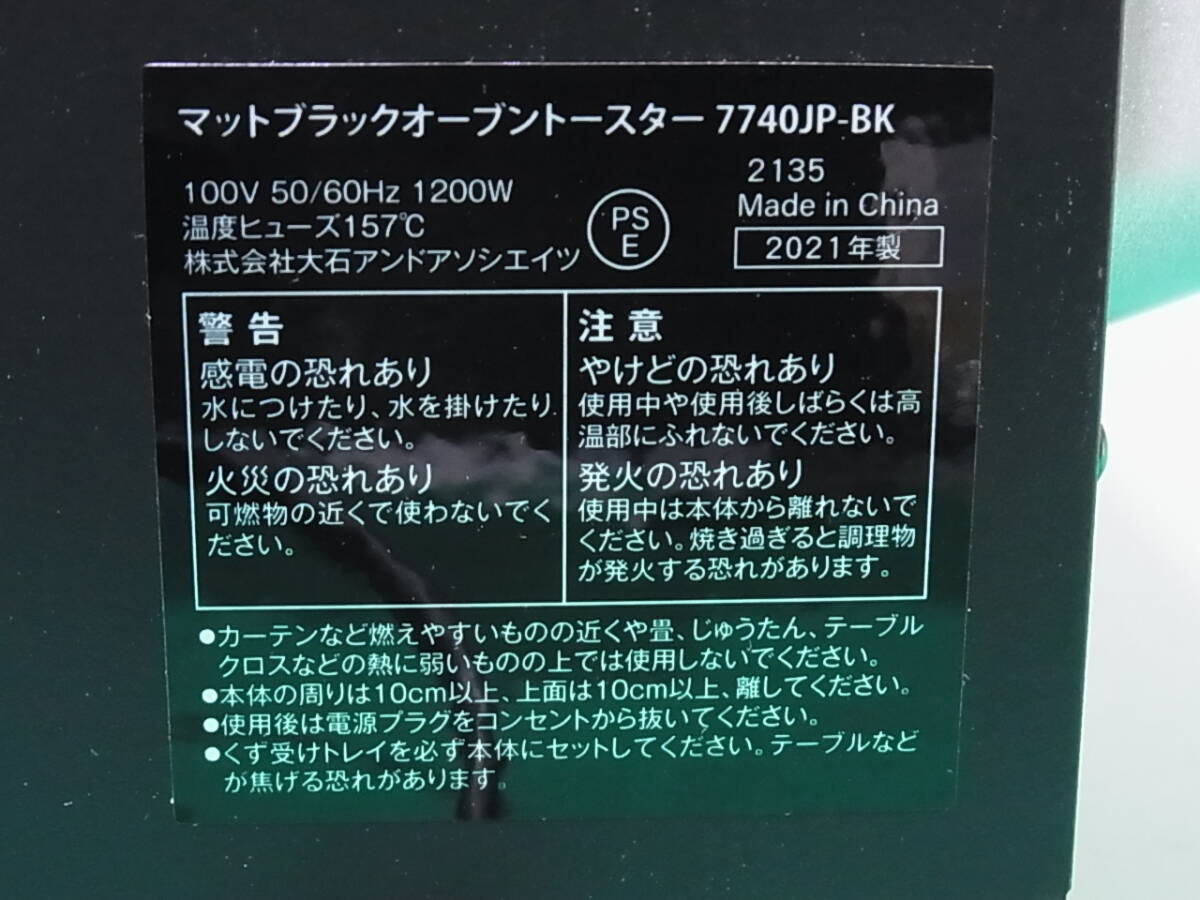 マットブラックオーブントースター 7740JP-BK
100V 50/60Hz 1200W
温度ヒューズ157℃
株式会社大石アンドアソシエイツ
PS
E
2135
Made in China
2021年製
警告
感電の恐れあり
水につけたり、水を掛けたり
しないでください。
火災の恐れあり
可燃物の近くで使わないでく
ださい。
注意
やけどの恐れあり
使用中や使用後しばらくは高
温部にふれないでください。
発火の恐れあり
使用中は本体から離れないで
ください。焼き過ぎると調理物
が発火する恐れがあります。
●カーテンなど燃えやすいものの近くや畳、じゅうたん、テーブル
クロスなどの熱に弱いものの上では使用しないでください。
●本体の周りは10cm以上、上面は10cm以上、離してください。
●使用後は電源プラグをコンセントから抜いてください。
●くず受けトレイを必ず本体にセットしてください。テーブルなど
が焦げる恐れがあります。